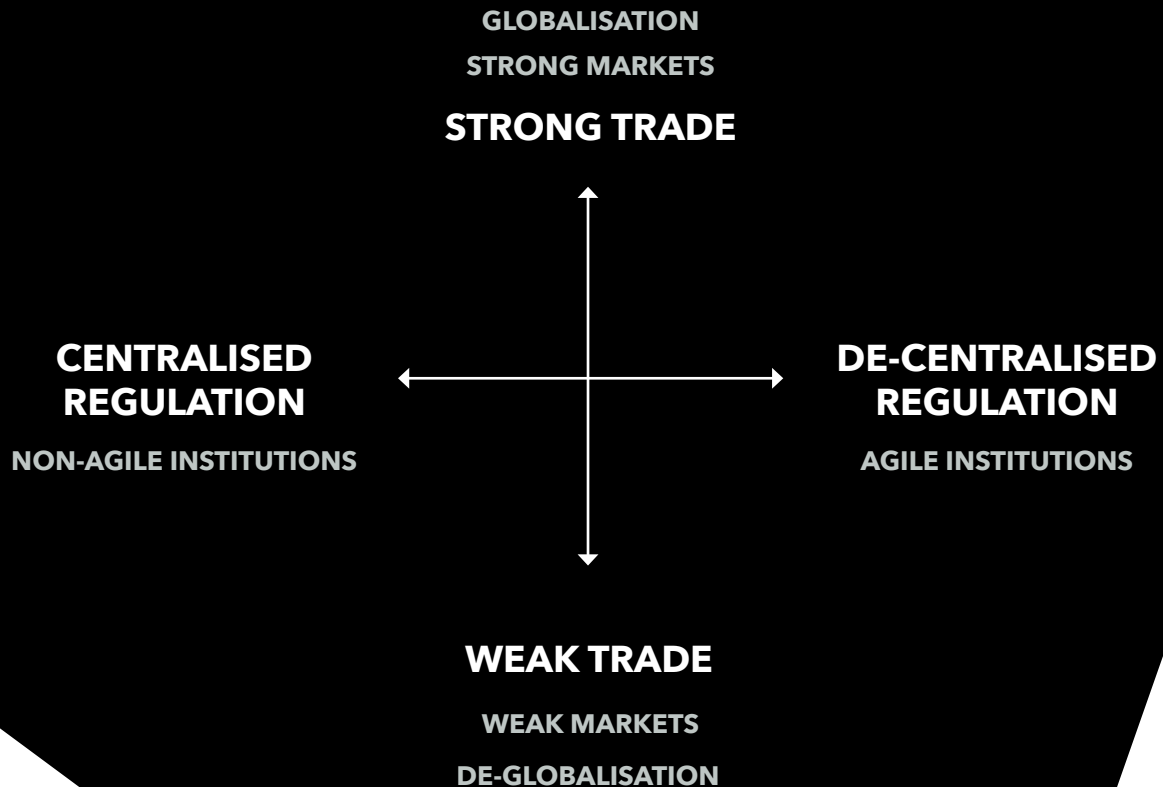 GLOBALISATION
STRONG MARKETS
STRONG TRADE
CENTRALISED
REGULATION
NON-AGILE INSTITUTIONS
DE-CENTRALISED
REGULATION
AGILE INSTITUTIONS
WEAK TRADE
WEAK MARKETS
DE-GLOBALISATION